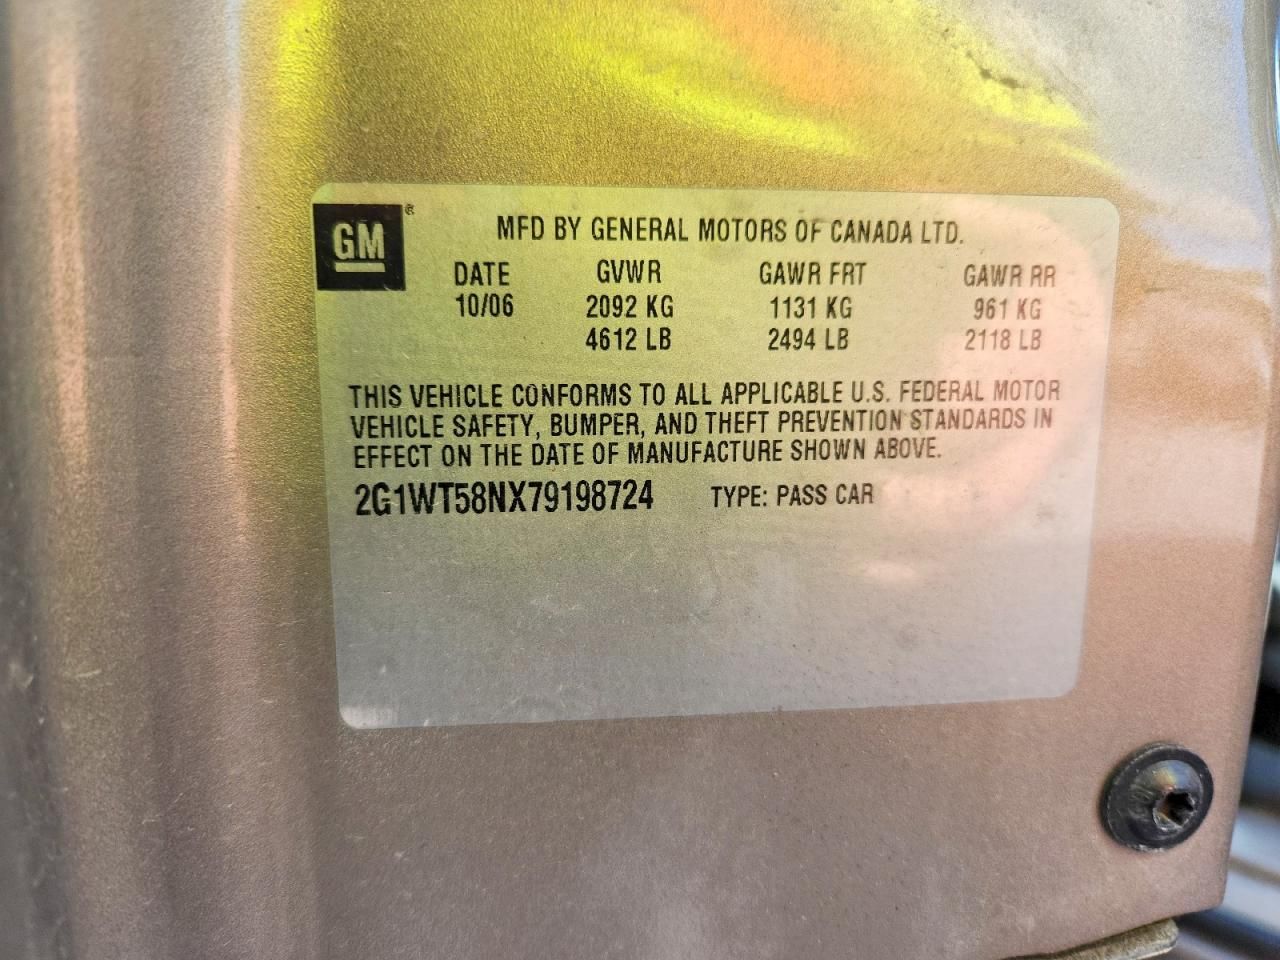 GM®
MFD BY GENERAL MOTORS OF CANADA LTD.
DATE GVWR GAWR FRT GAWR RR
10/06 2092 KG 1131 KG 961 KG
4612 LB 2494 LB 2118 LB
THIS VEHICLE CONFORMS TO ALL APPLICABLE U.S. FEDERAL MOTOR
VEHICLE SAFETY, BUMPER, AND THEFT PREVENTION STANDARDS IN
EFFECT ON THE DATE OF MANUFACTURE SHOWN ABOVE.
2G1WT58NX79198724 TYPE: PASS CAR